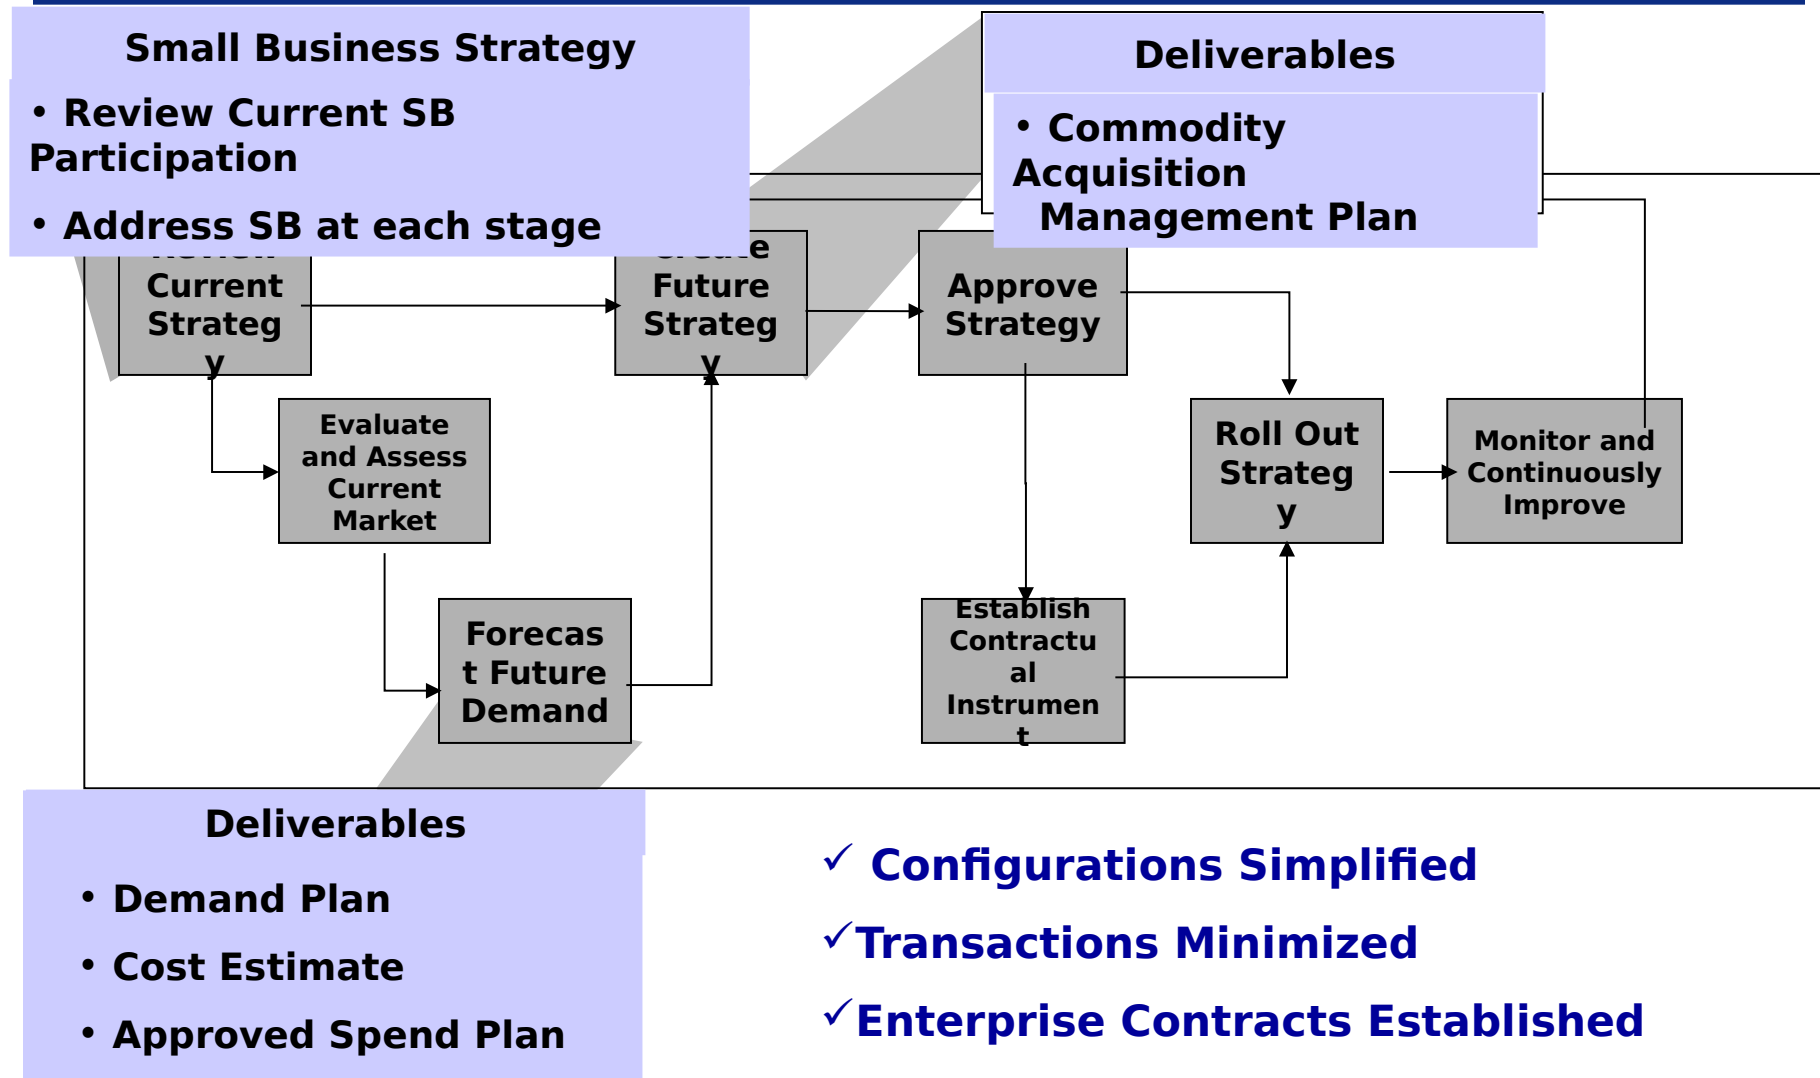 Small Business Strategy
• Review Current SB
Participation
• Address SB at each stage
Deliverables
• Commodity
Acquisition
Management Plan
Review
Current
Strateg
y
Create
Future
Strateg
y
Approve
Strategy
Evaluate
and Assess
Current
Market
Roll Out
Strateg
y
Monitor and
Continuously
Improve
Forecas
t Future
Demand
Establish
Contractu
al
Instrumen
t
Deliverables
• Demand Plan
• Cost Estimate
• Approved Spend Plan
✓ Configurations Simplified
✓Transactions Minimized
✓Enterprise Contracts Established